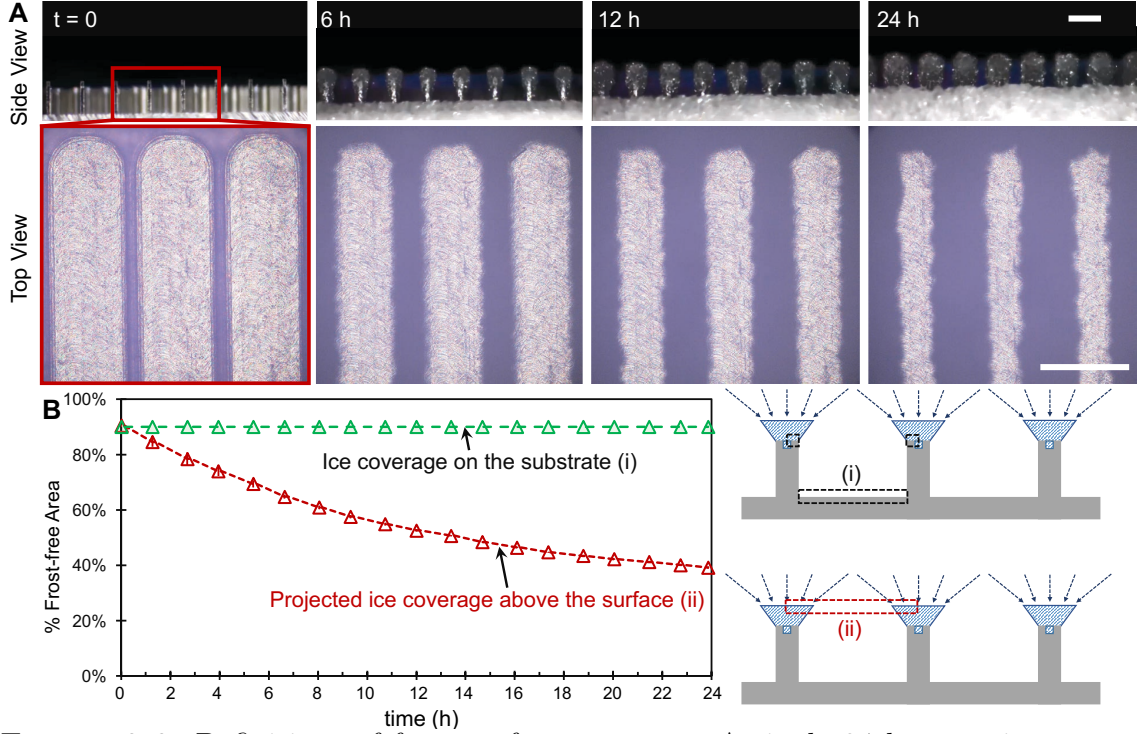 A
Side View
t = 0
6 h
12 h
24 h
Top View
B
% Frost-free Area
100%
80%
60%
40%
20%
0%
Ice coverage on the substrate (i)
Projected ice coverage above the surface (ii)
0 2 4 6 8 10 12 14 16 18 20 22 24
time (h)
(i)
(ii)